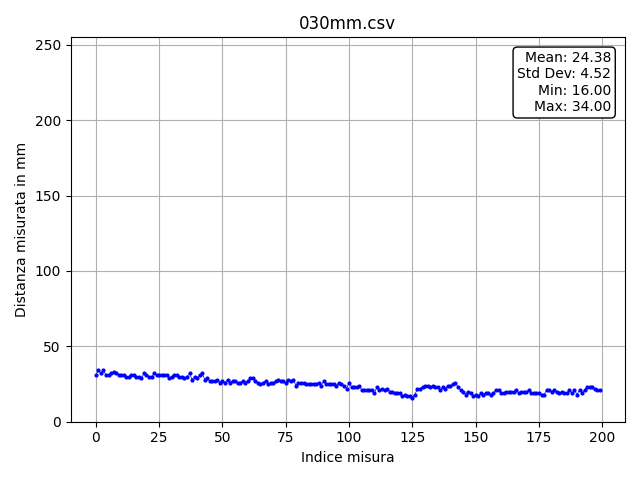 030mm.csv
Mean: 24.38
Std Dev: 4.52
Min: 16.00
Max: 34.00
Distanza misurata in mm
250
200
150
100
50
0
0 25 50 75 100 125 150 175 200
Indice misura